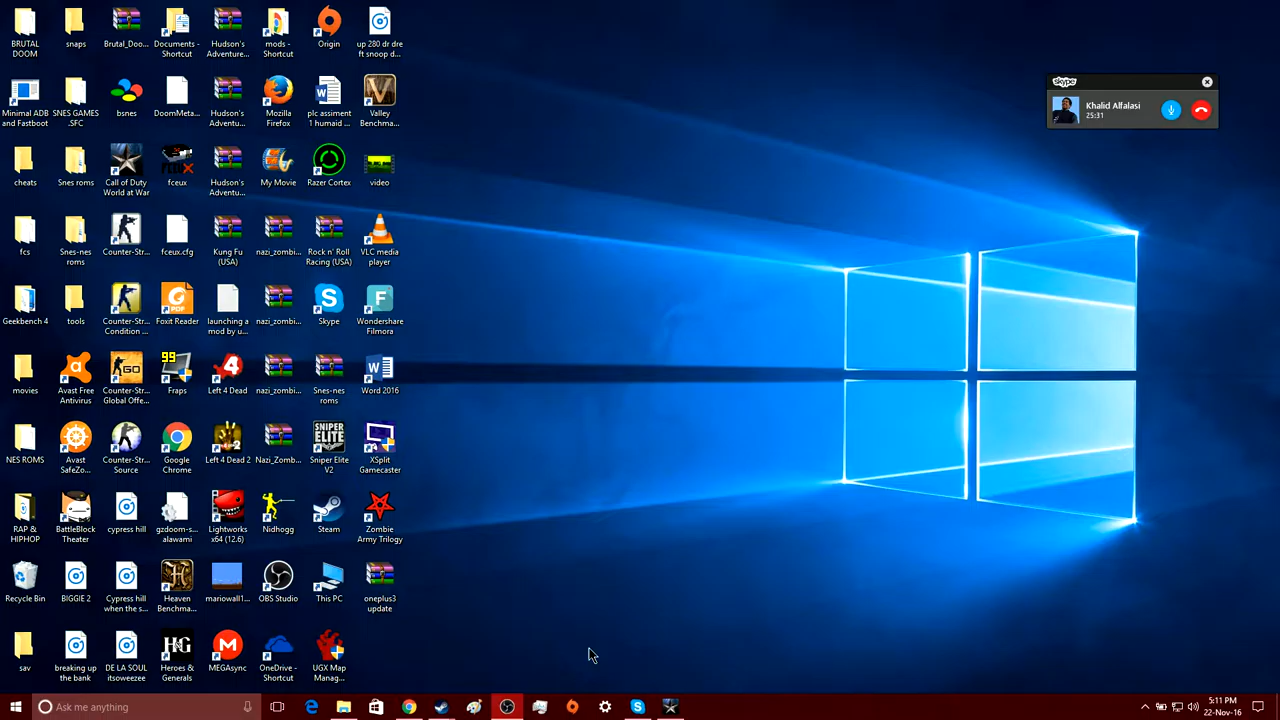 BRUTAL
DOOM
snaps
Brutal_Doo...
Documents -
Shortcut
Hudson's
Adventure...
mods -
Shortcut
Origin
up 280 dr dre
ft snoop d...
Minimal ADB
and Fastboot
SNES GAMES
.SFC
bsnes
DoomMeta...
Hudson's
Adventu...
Mozilla
Firefox
plc assiment
1 humaid ...
Valley
Benchma...
cheats
Snes roms
Call of Duty
World at War
fceux
Hudson's
Adventu...
My Movie
Razer Cortex
video
fcs
Snes-nes
roms
Counter-Str...
fceux.cfg
Kung Fu
(USA)
nazi_zombi...
Rock n' Roll
Racing (USA)
VLC media
player
Geekbench 4
tools
Counter-Str...
Condition ...
Foxit Reader
launching a
mod by u...
nazi_zombi...
Skype
Wondershare
Filmora
movies
Avast Free
Antivirus
Counter-Str...
Global Offe...
99
Fraps
Left 4 Dead
nazi_zombi...
Snes-nes
roms
Word 2016
NES ROMS
Avast
SafeZo...
Counter-Str...
Source
Google
Chrome
Left 4 Dead 2
Nazi_Zomb...
SNIPER
ELITE
Sniper Elite
V2
XSplit
Gamecaster
RAP &
HIPHOP
BattleBlock
Theater
cypress hill
gzdoom-s...
alawami
Lightworks
x64 (12.6)
Nidhogg
Steam
Zombie
Army Trilogy
Recycle Bin
BIGGIE 2
Cypress hill
when the s...
Heaven
Benchma...
mariowall1...
OBS Studio
This PC
oneplus3
update
sav
breaking up
the bank
DE LA SOUL
itsoweezee
Heroes &
Generals
MEGAsync
OneDrive -
Shortcut
UGX Map
Manag...
skype
Khalid Alfalasi
25:31
Ask me anything
5:11 PM
22-Nov-16